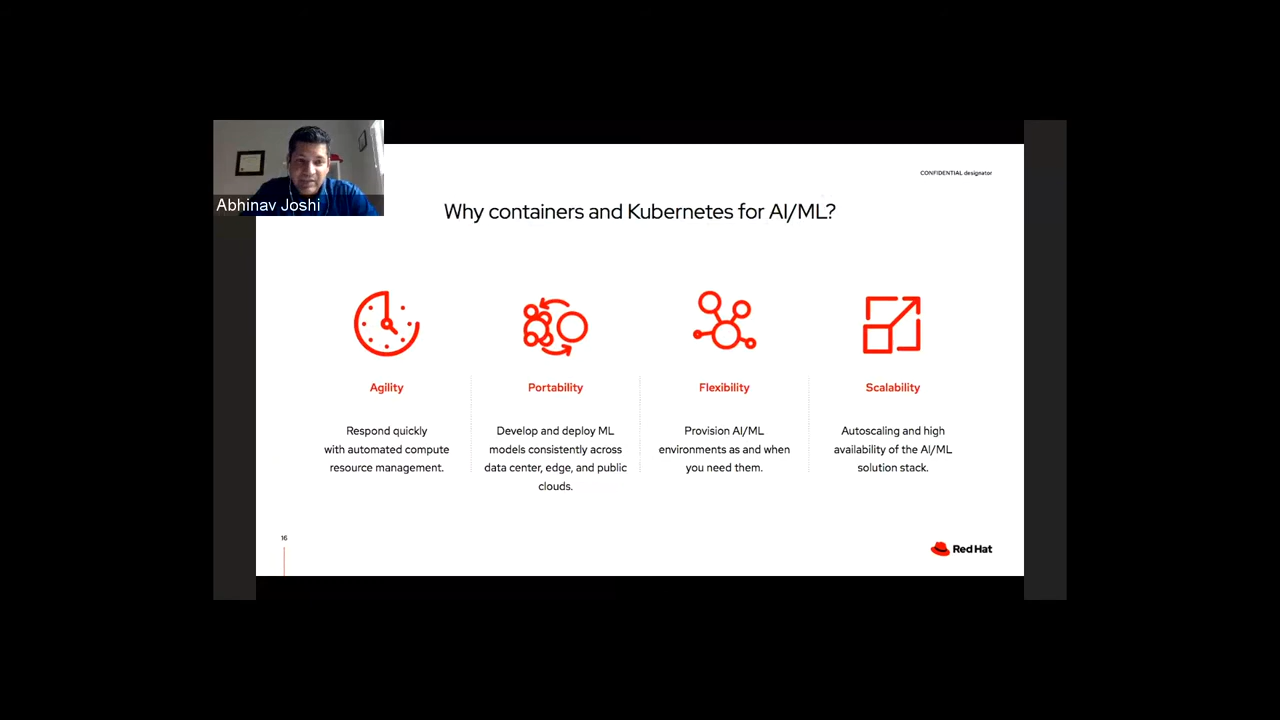 Abhinav Joshi
CONFIDENTIAL designator
Why containers and Kubernetes for AI/ML?
Agility
Respond quickly
with automated compute
resource management.
Portability
Develop and deploy ML
models consistently across
data center, edge, and public
clouds.
Flexibility
Provision AI/ML
environments as and when
you need them.
Scalability
Autoscaling and high
availability of the AI/ML
solution stack.
16
Red Hat